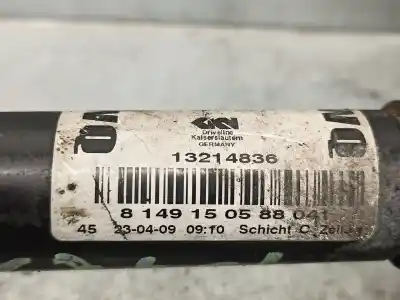 GKN
Driveline
Kaiserslautern
GERMANY
13214836
8 149 15 05 88 041
45 23-04-09 09:10 Schicht C